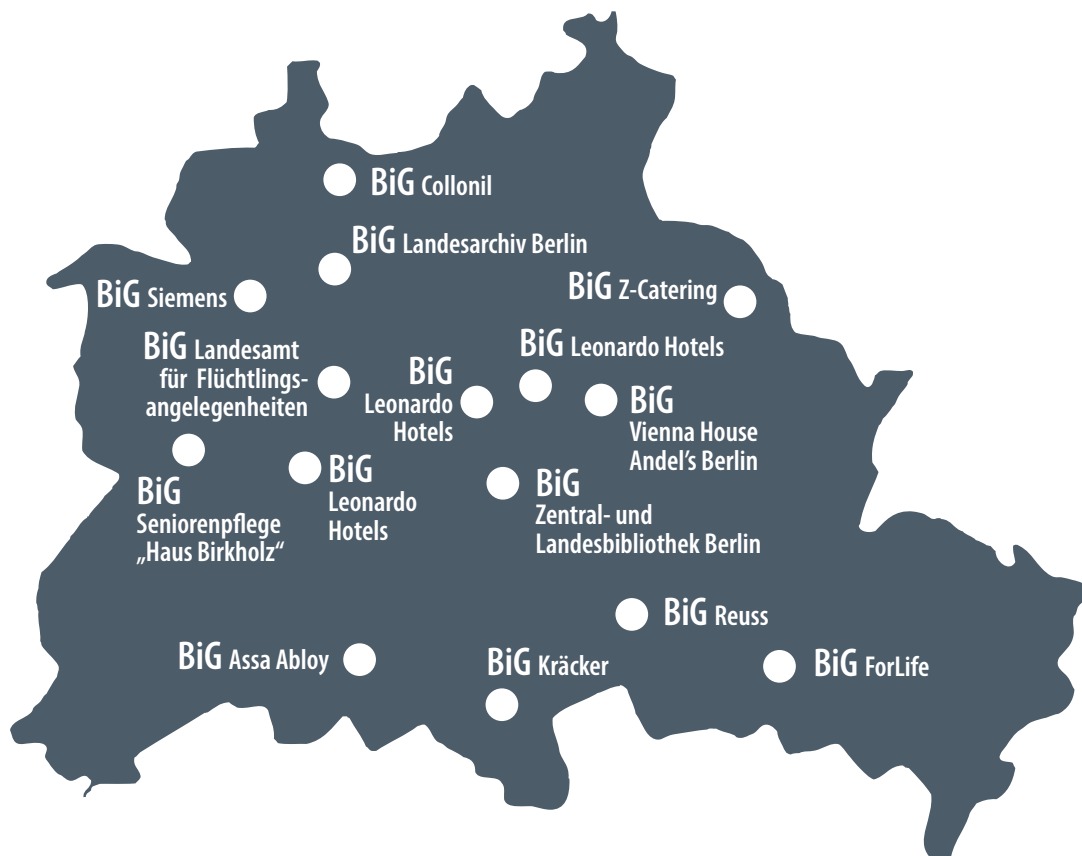 BiG Collonil
BiG Landesarchiv Berlin
BiG Siemens
BiG Z-Catering
BiG Landesamt
für Flüchtlings-
angelegenheiten
BiG Leonardo Hotels
BiG
Leonardo
Hotels
BiG
Vienna House
Andel’s Berlin
BiG
Seniorenpflege
„Haus Birkholz“
BiG
Leonardo
Hotels
BiG
Zentral- und
Landesbibliothek Berlin
BiG Reuss
BiG Assa Abloy
BiG Kräcker
BiG ForLife